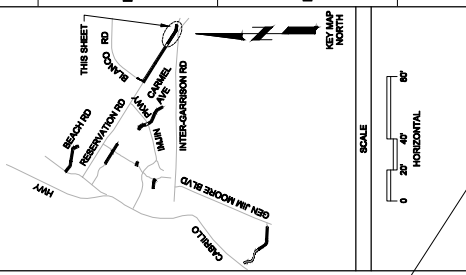 THIS SHEET
BLANCO
RD
KEY MAP
NORTH
CARMEL
AVE
IMJIN
PKWY
INTER-GARRISON RD
RESERVATION RD
BEACH RD
HWY
GEN JIM MOORE BLVD
CABRILLO
SCALE
0
20'
40'
80'
HORIZONTAL